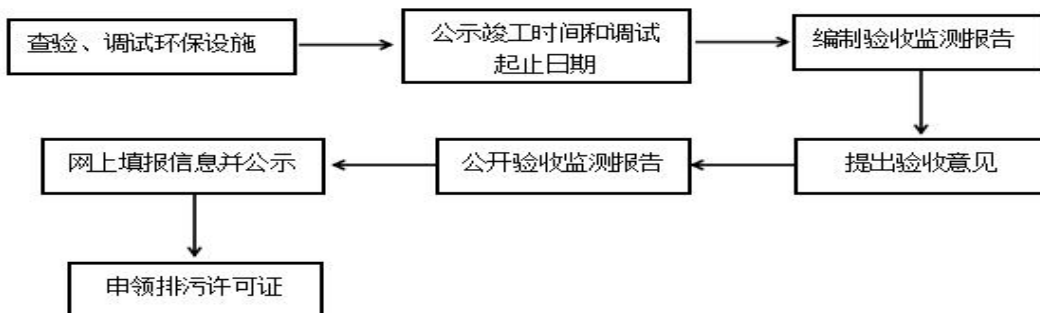 查验、调试环保设施
公示竣工时间和调试
起止日期
编制验收监测报告
提出验收意见
公开验收监测报告
网上填报信息并公示
申领排污许可证